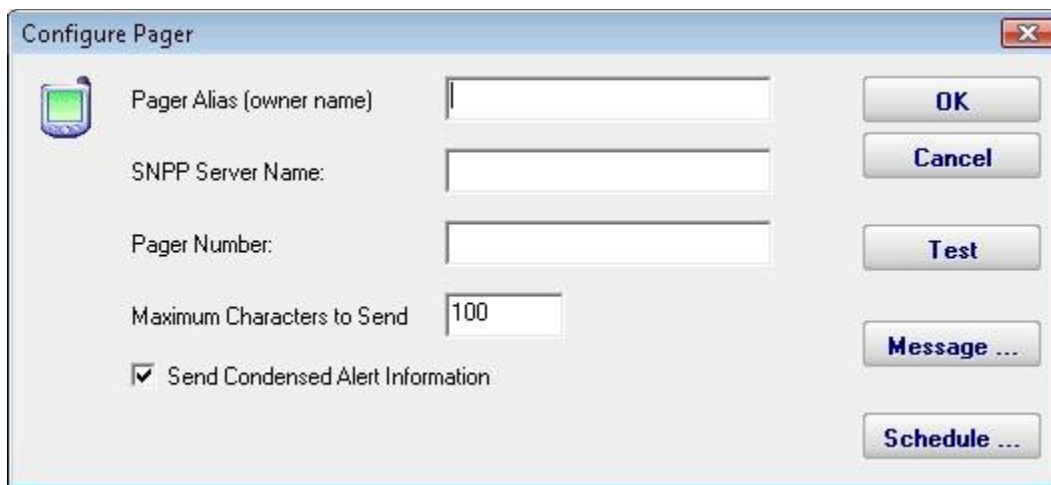 Configure Pager
Pager Alias (owner name)
OK
Cancel
SNPP Server Name:
Pager Number:
Test
Maximum Characters to Send
100
Message ...
Send Condensed Alert Information
Schedule ...